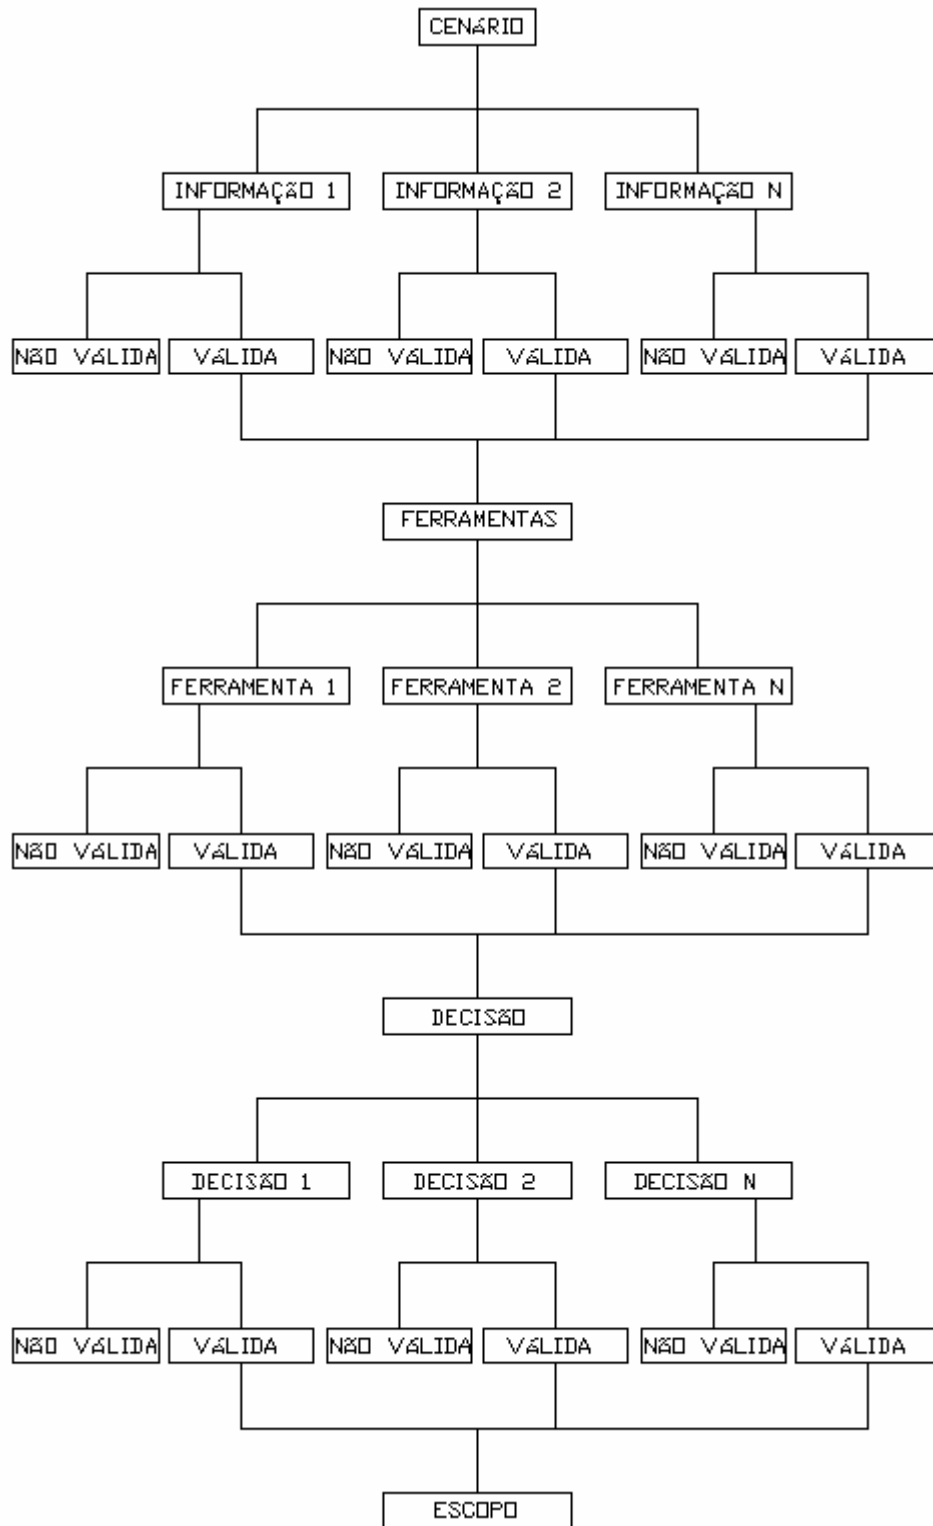 CENÁRIO
INFORMAÇÃO 1
INFORMAÇÃO 2
INFORMAÇÃO N
NÃO VÁLIDA
VÁLIDA
NÃO VÁLIDA
VÁLIDA
NÃO VÁLIDA
VÁLIDA
FERRAMENTAS
FERRAMENTA 1
FERRAMENTA 2
FERRAMENTA N
NÃO VÁLIDA
VÁLIDA
NÃO VÁLIDA
VÁLIDA
NÃO VÁLIDA
VÁLIDA
DECISÃO
DECISÃO 1
DECISÃO 2
DECISÃO N
NÃO VÁLIDA
VÁLIDA
NÃO VÁLIDA
VÁLIDA
NÃO VÁLIDA
VÁLIDA
ESCOPO